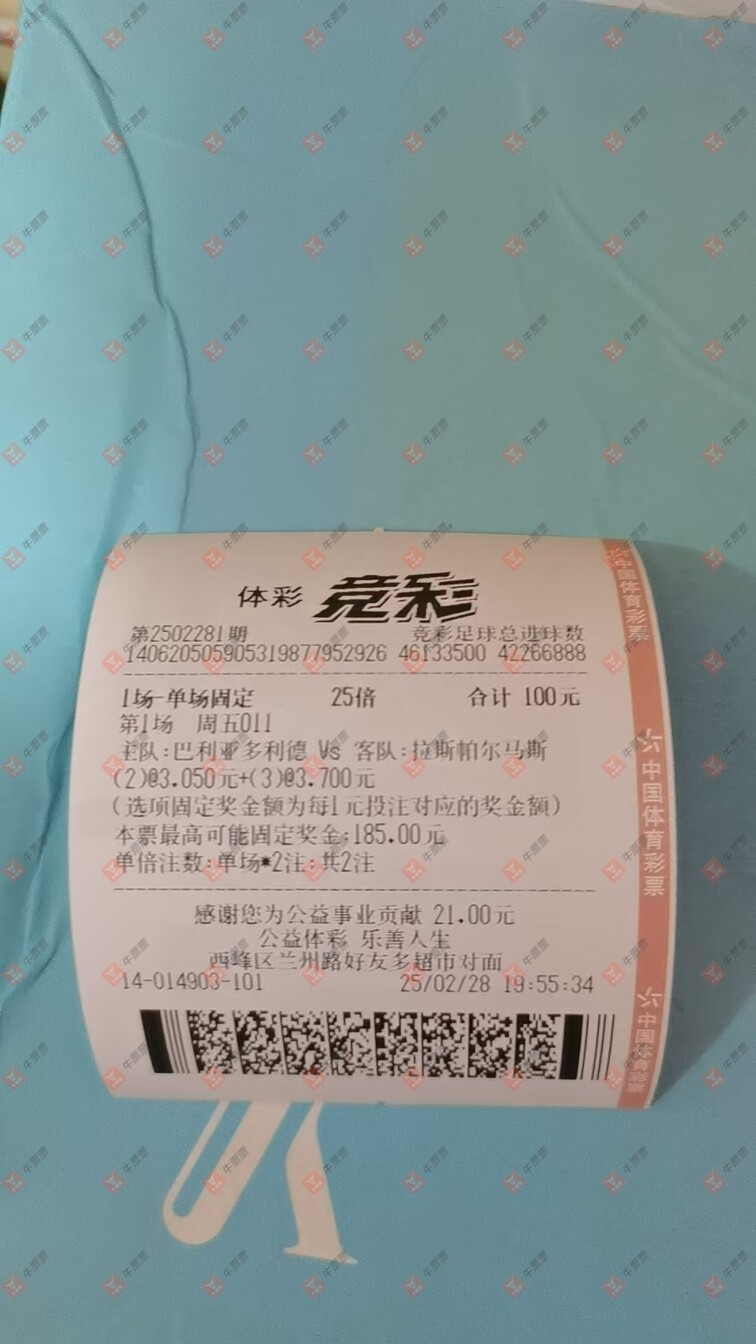 体彩 竞彩
第2502281期 竞彩足球总进球数
140620505905319877952926 46133500 42266888
1场-单场固定 25倍 合计 100元
第1场 周五011
主队:巴利亚多利德 Vs 客队:拉斯帕尔马斯
(2)@3.050元+(3)@3.700元
(选项固定奖金额为每1元投注对应的奖金额)
本票最高可能固定奖金:185.00元
单倍注数:单场*2注:共2注
感谢您为公益事业贡献 21.00元
公益体彩 乐善人生
西峰区兰州路好友多超市对面
14-014903-101 25/02/28 19:55:34
中国体育彩票
中国体育彩票
中国体育彩票
牛票票